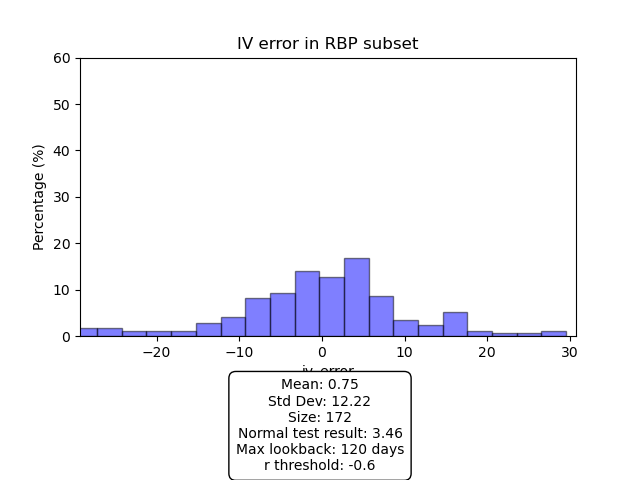 IV error in RBP subset
60
50
40
30
20
10
0
Percentage (%)
−20
−10
0
10
20
30
iv_error
Mean: 0.75
Std Dev: 12.22
Size: 172
Normal test result: 3.46
Max lookback: 120 days
r threshold: -0.6